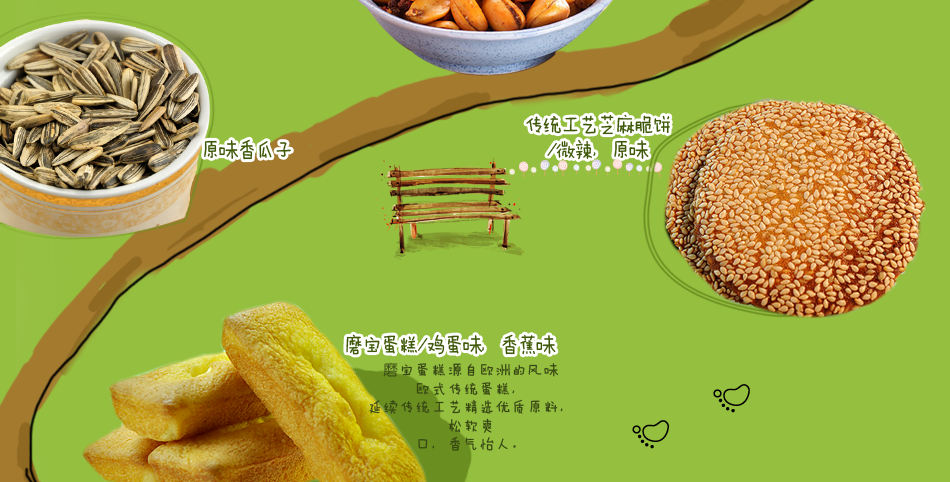 传统工艺芝麻脆饼
/微辣，原味
原味香瓜子
磨宝蛋糕/鸡蛋味，香蕉味
磨宝蛋糕源自欧洲的风味
欧式传统蛋糕，
延续传统工艺精选优质原料，
松软爽
口，香气怡人。